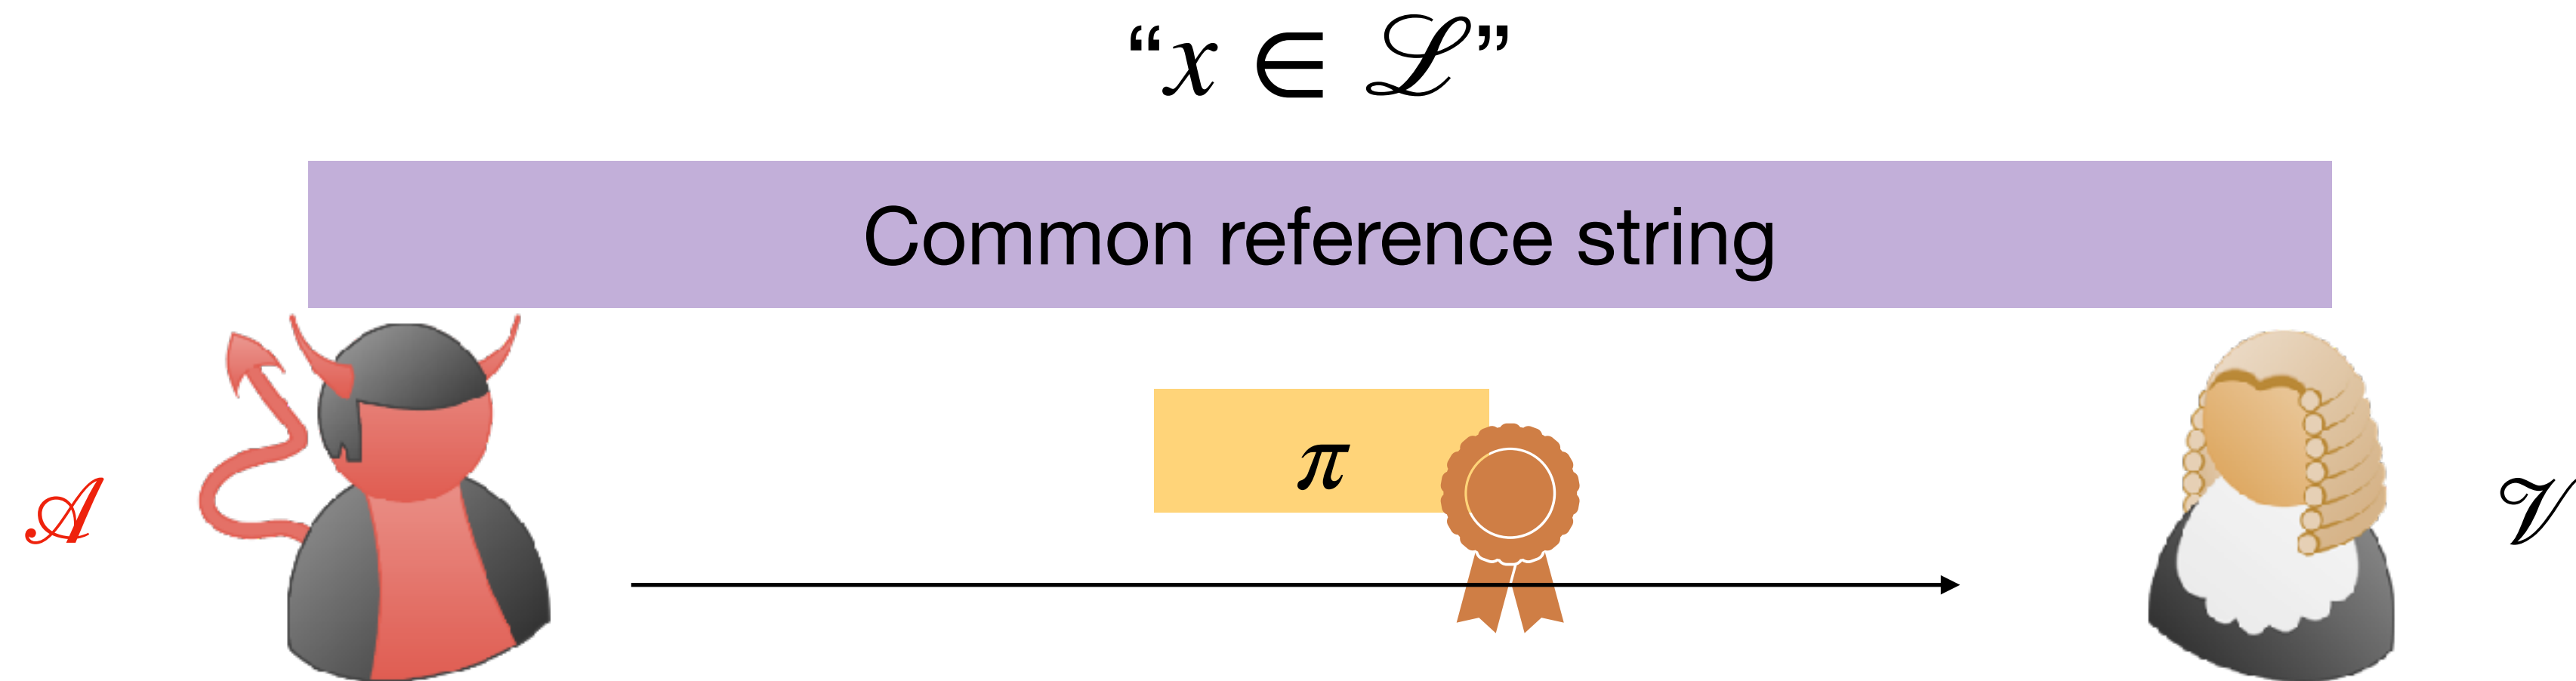 “x ∈ ℒ”
Common reference string
π
𝒜
𝒱